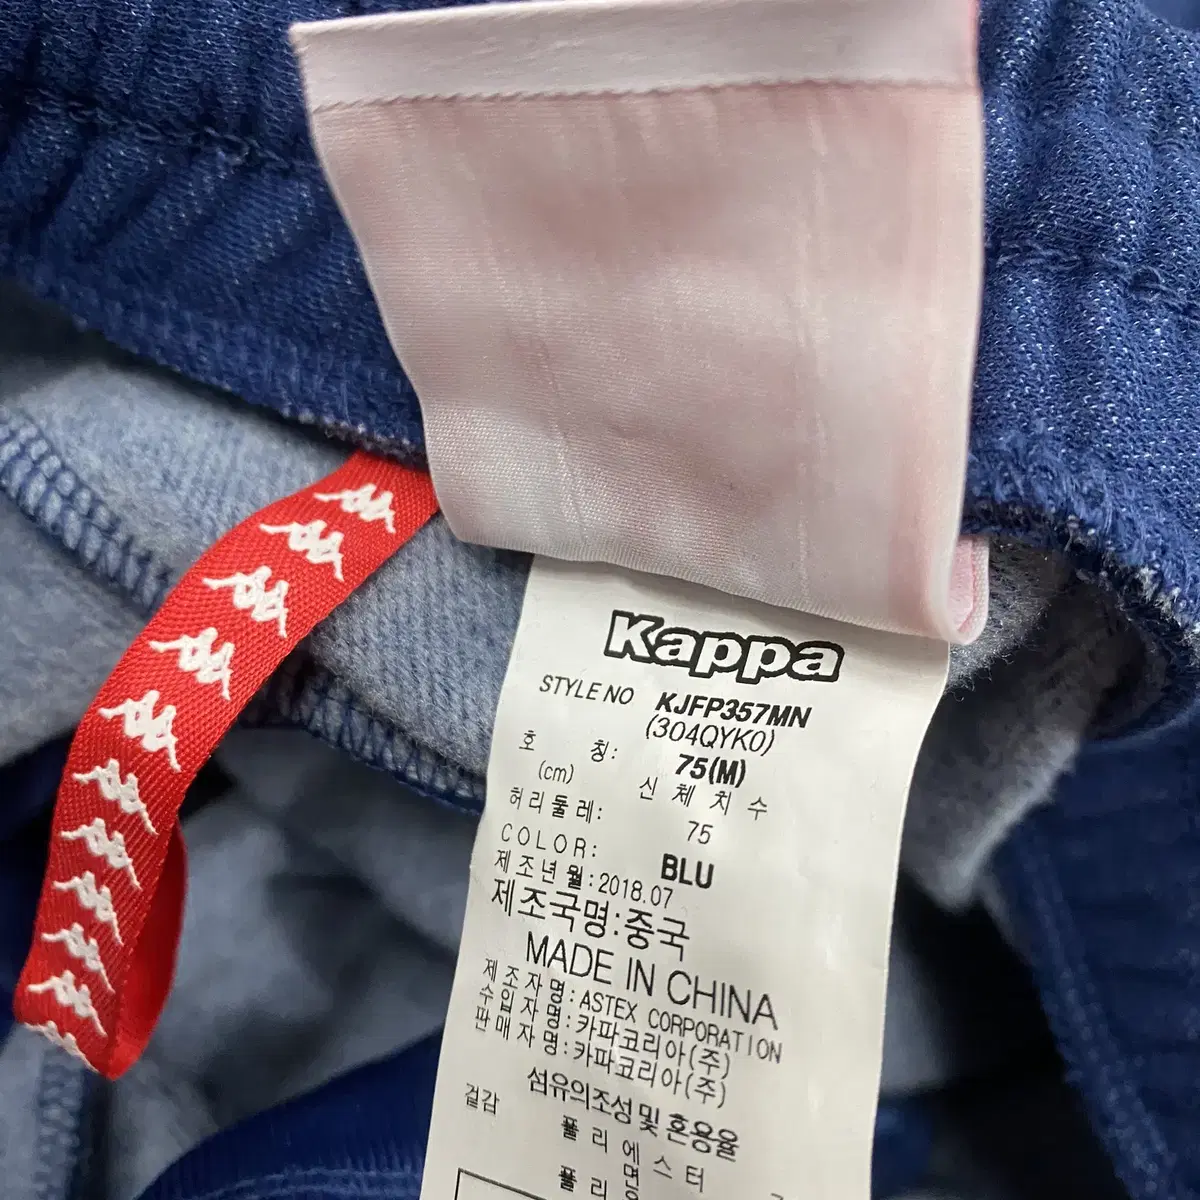 Kappa
STYLE NO KJFP357MN
(304QYK0)
호 칭: 75(M)
(cm) 신 체 치 수
허리둘레: 75
COLOR: BLU
제조년월:2018.07
제조국명:중국
MADE IN CHINA
제조자명:ASTEX CORPORATION
수입자명:카파코리아(주)
판매자명:카파코리아(주)
섬유의조성 및 혼용율
겉감 폴리에스터
면
폴리